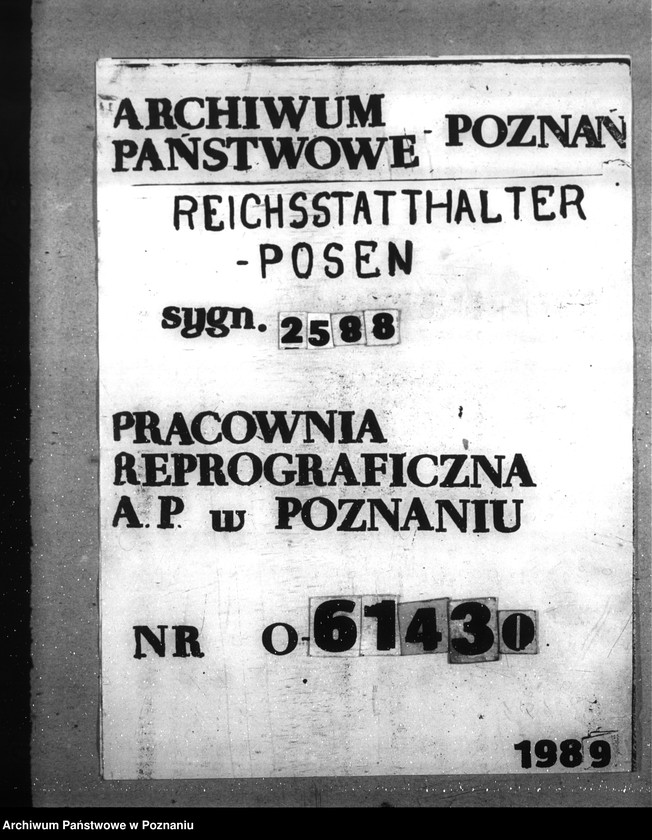 ARCHIWUM
PAŃSTWOWE - POZNAŃ
REICHSSTATTHALTER
-POSEN
sygn. 2588
PRACOWNIA
REPROGRAFICZNA
A.P. w POZNANIU
NR O-61430
1989
Archiwum Państwowe w Poznaniu